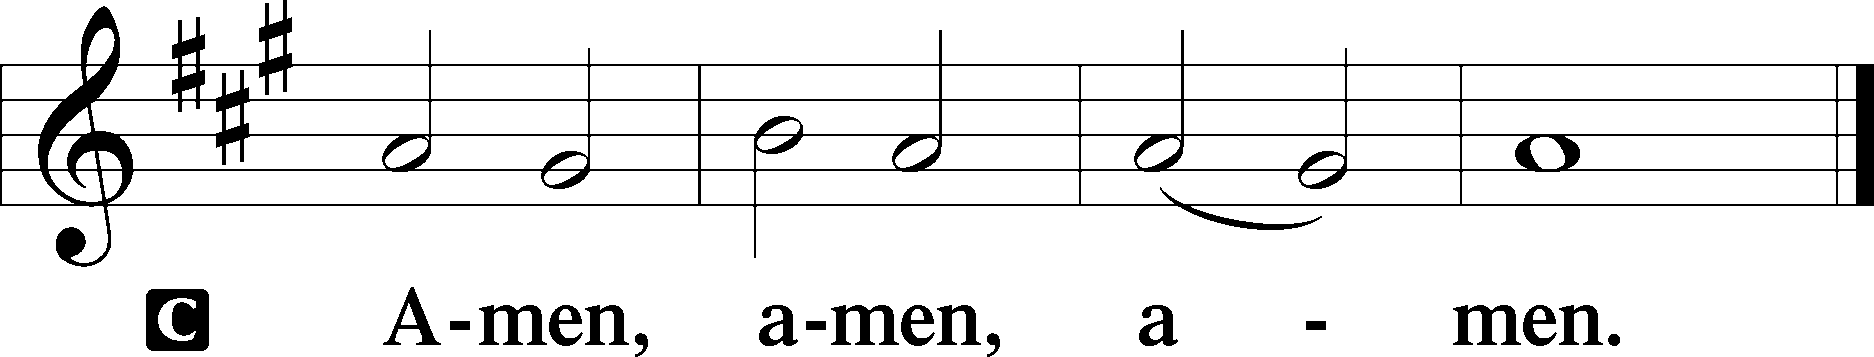 C A-men, a-men, a - men.